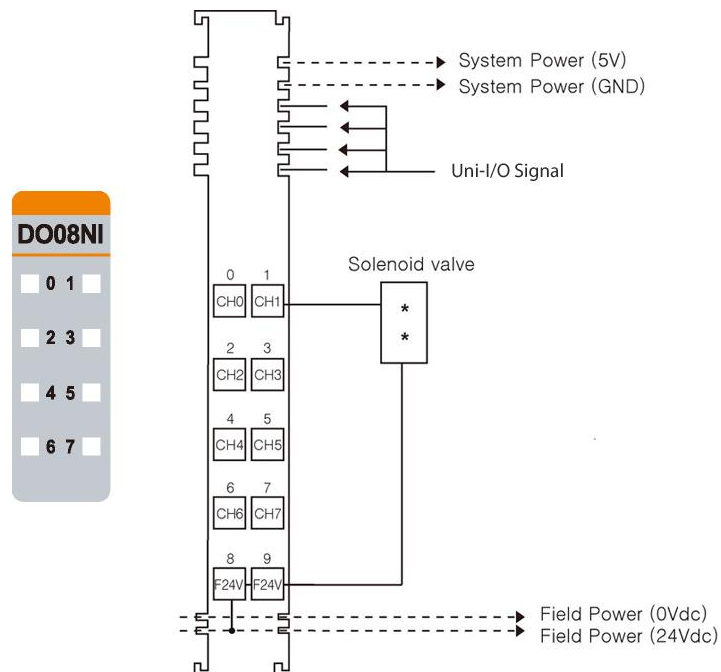 System Power (5V)
System Power (GND)
Uni-I/O Signal
DO08NI
0 1
2 3
4 5
6 7
Solenoid valve
* 
*
0 1
CH0 CH1
2 3
CH2 CH3
4 5
CH4 CH5
6 7
CH6 CH7
8 9
F24V F24V
Field Power (0Vdc)
Field Power (24Vdc)